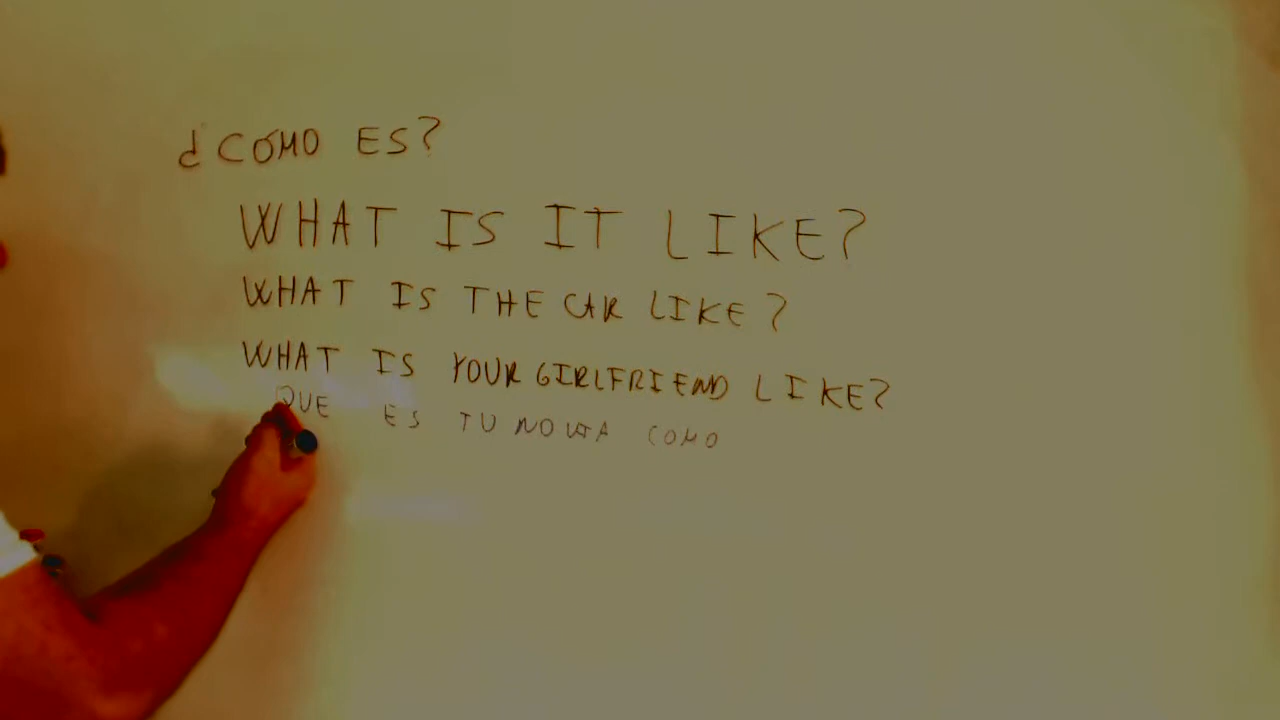 ¿CÓMO ES?
WHAT IS IT LIKE?
WHAT IS THE CAR LIKE?
WHAT IS YOUR GIRLFRIEND LIKE?
QUE ES TU NOVIA COMO